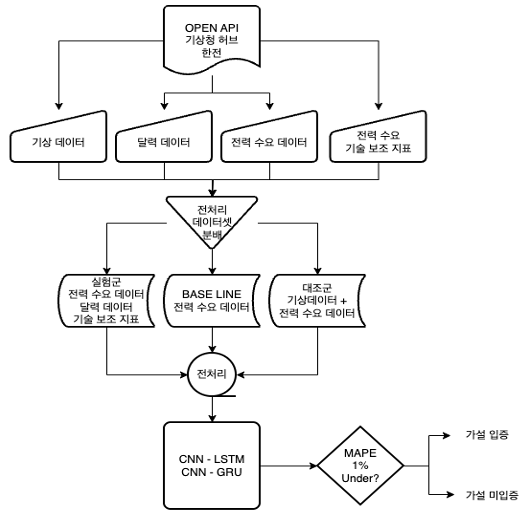 OPEN API
기상청 허브
한전
기상 데이터
달력 데이터
전력 수요 데이터
전력 수요
기술 보조 지표
전처리
데이터셋
분배
실험군
전력 수요 데이터
달력 데이터
기술 보조 지표
BASE LINE
전력 수요 데이터
대조군
기상데이터 +
전력 수요 데이터
전처리
CNN - LSTM
CNN - GRU
MAPE
1%
Under?
가설 입증
가설 미입증